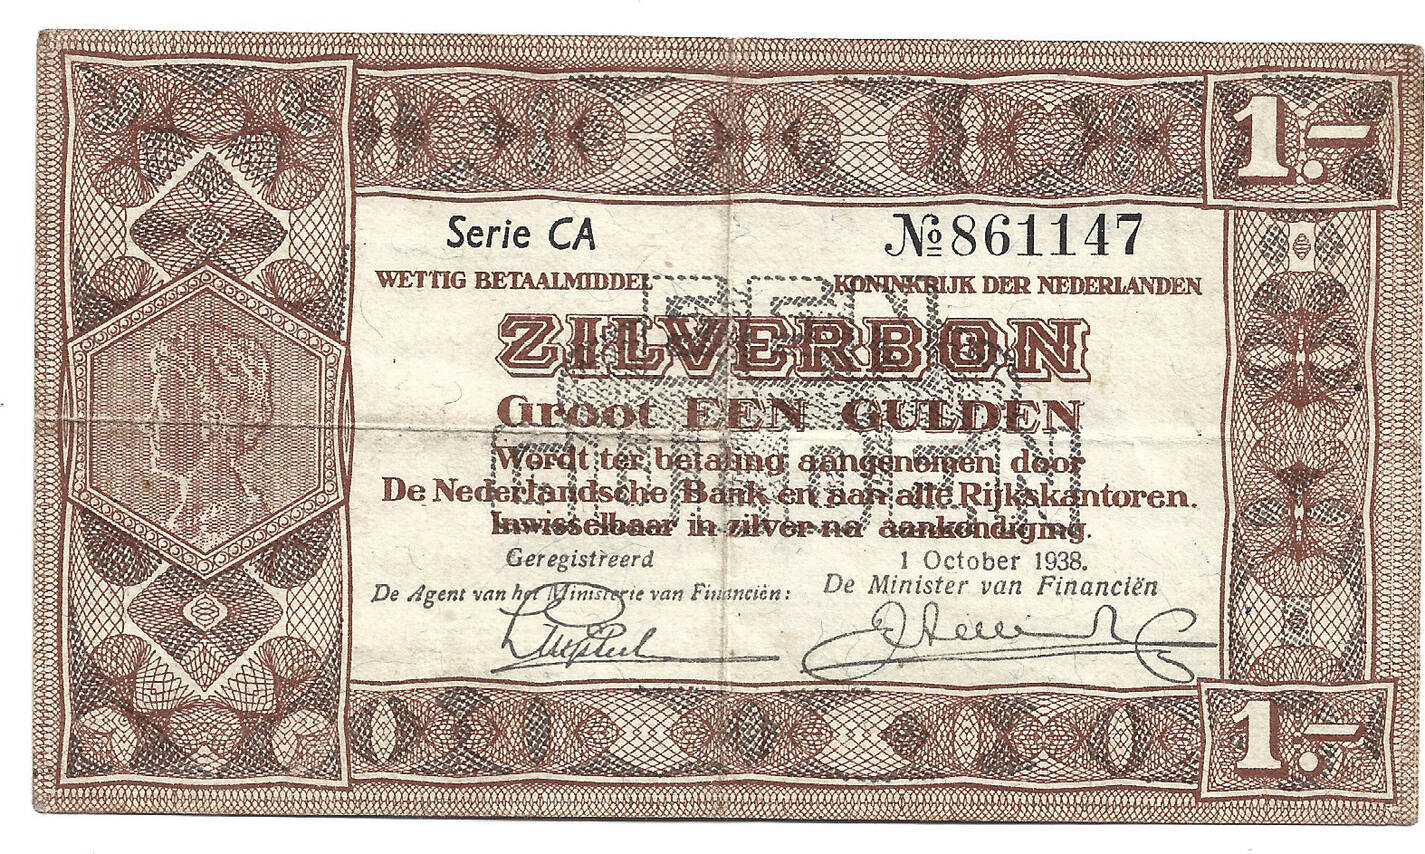 1.-
Serie CA № 861147
WETTIG BETAALMIDDEL KONINKRIJK DER NEDERLANDEN
ZILVERBON
Groot EEN GULDEN
Wordt ter betaling aangenomen door
De Nederlandsche Bank en aan alle Rijkskantoren.
Inwisselbaar in zilver na aankondiging.
Geregistreerd 1 October 1938.
De Agent van het Ministerie van Financiën: De Minister van Financiën
1.-